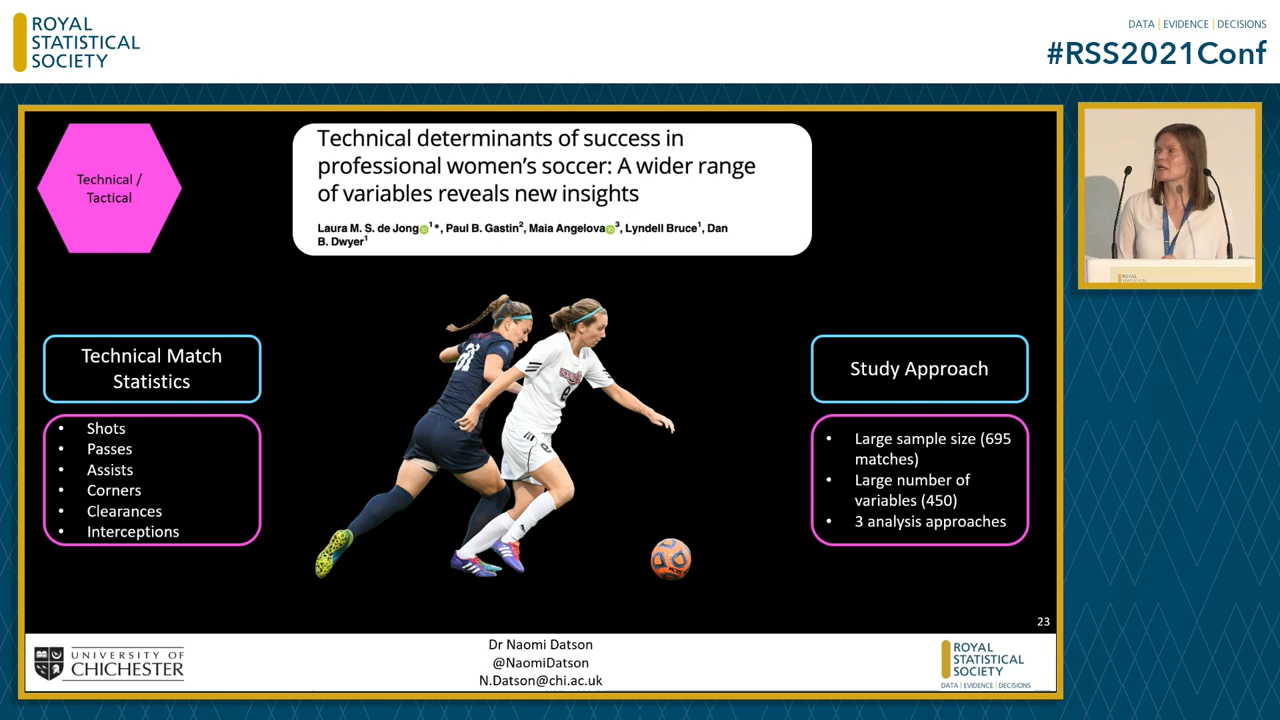 ROYAL
STATISTICAL
SOCIETY
DATA | EVIDENCE | DECISIONS
#RSS2021Conf
Technical /
Tactical
Technical determinants of success in
professional women's soccer: A wider range
of variables reveals new insights
Laura M. S. de Jong1*, Paul B. Gastin2, Maia Angelova3, Lyndell Bruce1, Dan
B. Dwyer1
Technical Match
Statistics
• Shots
• Passes
• Assists
• Corners
• Clearances
• Interceptions
Study Approach
• Large sample size (695
matches)
• Large number of
variables (450)
• 3 analysis approaches
23
UNIVERSITY OF
CHICHESTER
Dr Naomi Datson
@NaomiDatson
N.Datson@chi.ac.uk
ROYAL
STATISTICAL
SOCIETY
DATA | EVIDENCE | DECISIONS